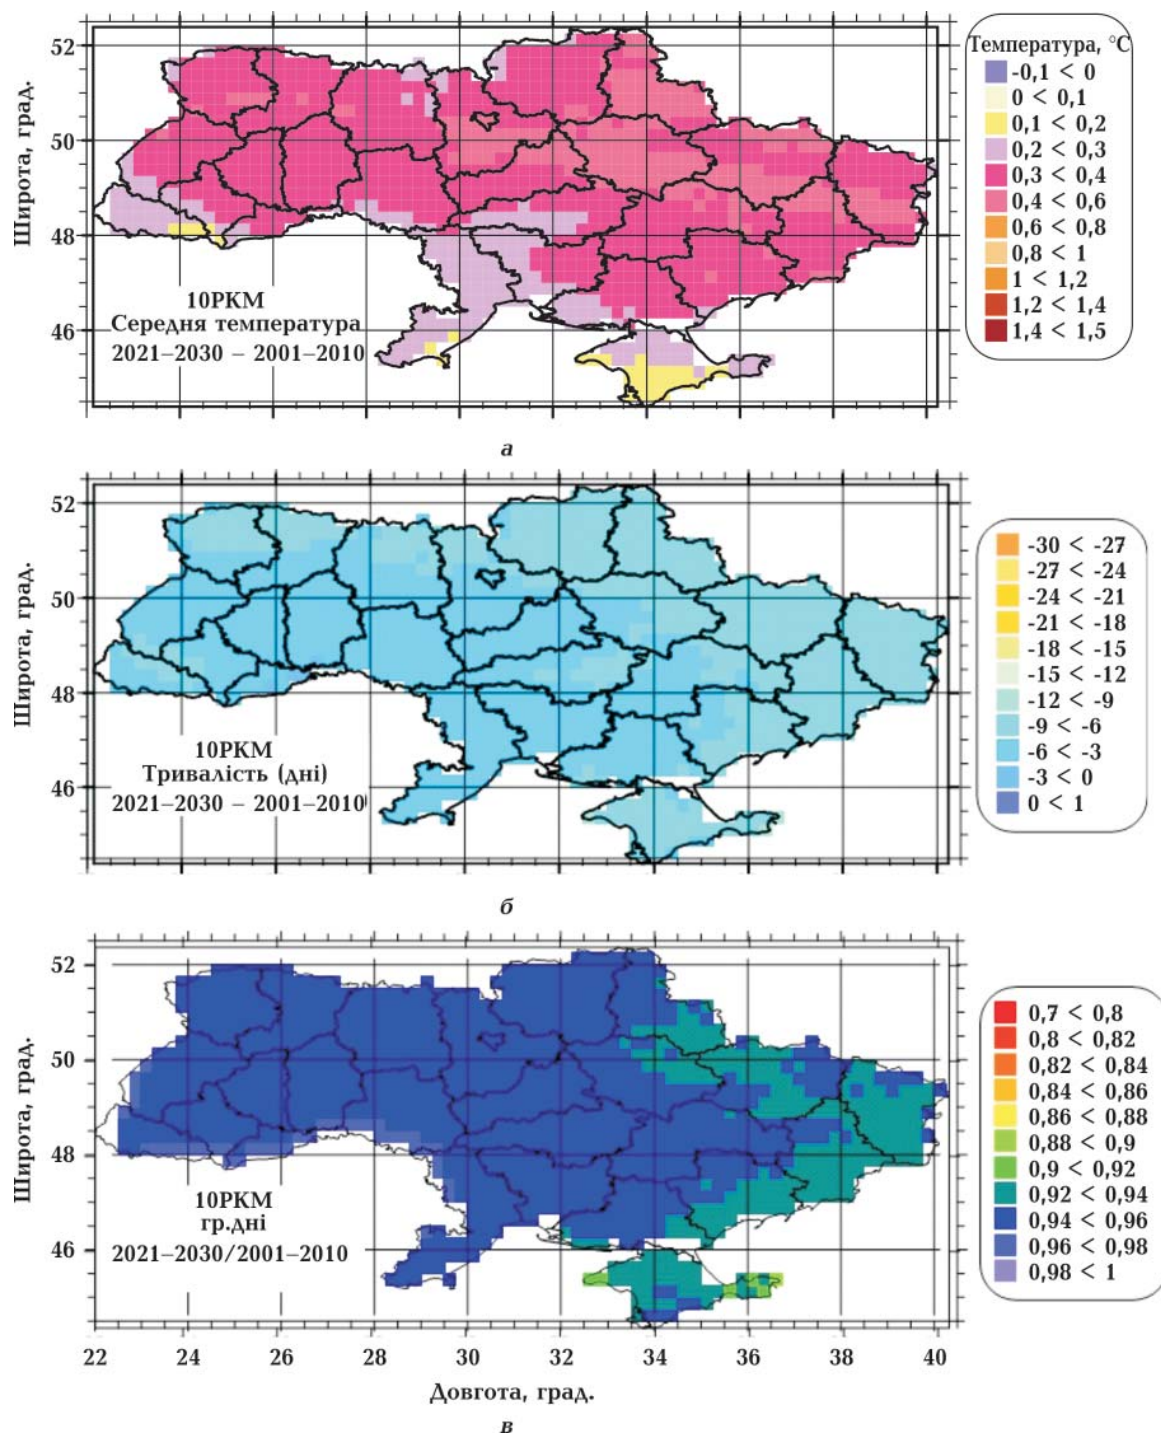 52
50
48
46
Широта, град.
10РКМ
Середня температура
2021–2030 – 2001–2010
Температура, °C
-0,1 < 0
0 < 0,1
0,1 < 0,2
0,2 < 0,3
0,3 < 0,4
0,4 < 0,6
0,6 < 0,8
0,8 < 1
1 < 1,2
1,2 < 1,4
1,4 < 1,5
а
52
50
48
46
Широта, град.
10РКМ
Тривалість (дні)
2021–2030 – 2001–2010
-30 < -27
-27 < -24
-24 < -21
-21 < -18
-18 < -15
-15 < -12
-12 < -9
-9 < -6
-6 < -3
-3 < 0
0 < 1
б
52
50
48
46
Широта, град.
10РКМ
гр.дні
2021–2030/2001–2010
0,7 < 0,8
0,8 < 0,82
0,82 < 0,84
0,84 < 0,86
0,86 < 0,88
0,88 < 0,9
0,9 < 0,92
0,92 < 0,94
0,94 < 0,96
0,96 < 0,98
0,98 < 1
22 24 26 28 30 32 34 36 38 40
Довгота, град.
в